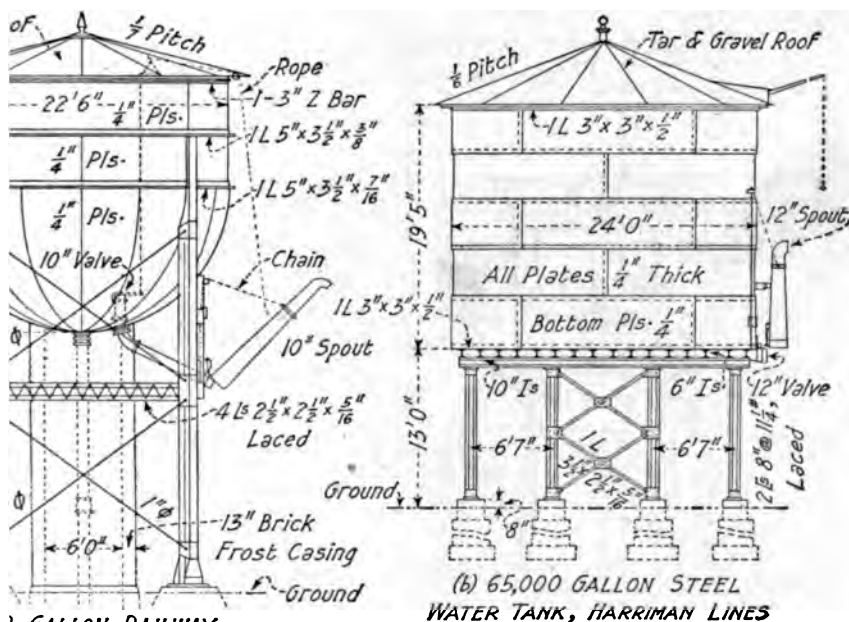 OF
1/7 Pitch
Rope
22'6"
1/4" Pls.
1-3" Z Bar
1L 5"x3 1/2"x 3/8"
1/4" Pls.
1L 5"x3 1/2"x 7/16"
1/4" Pls.
10" Valve
Chain
10" Spout
φ
4 Ls 2 1/2"x 2 1/2"x 5/16"
Laced
φ
1"φ
6'0"
13" Brick
Frost Casing
Ground
GALLON RAILWAY
1/6 Pitch
Tar & Gravel Roof
1L 3"x3"x 1/2"
19'5"
24'0"
12" Spout
All Plates 1/4" Thick
1L 3"x3"x 1/2"
Bottom Pls. 1/4"
10" Is
6" Is
12" Valve
13'0"
6'7"
1L
6'7"
2 Ls 8" @ 11 1/4#
Laced
Ground
8"
(b) 65,000 GALLON STEEL
WATER TANK, HARRIMAN LINES